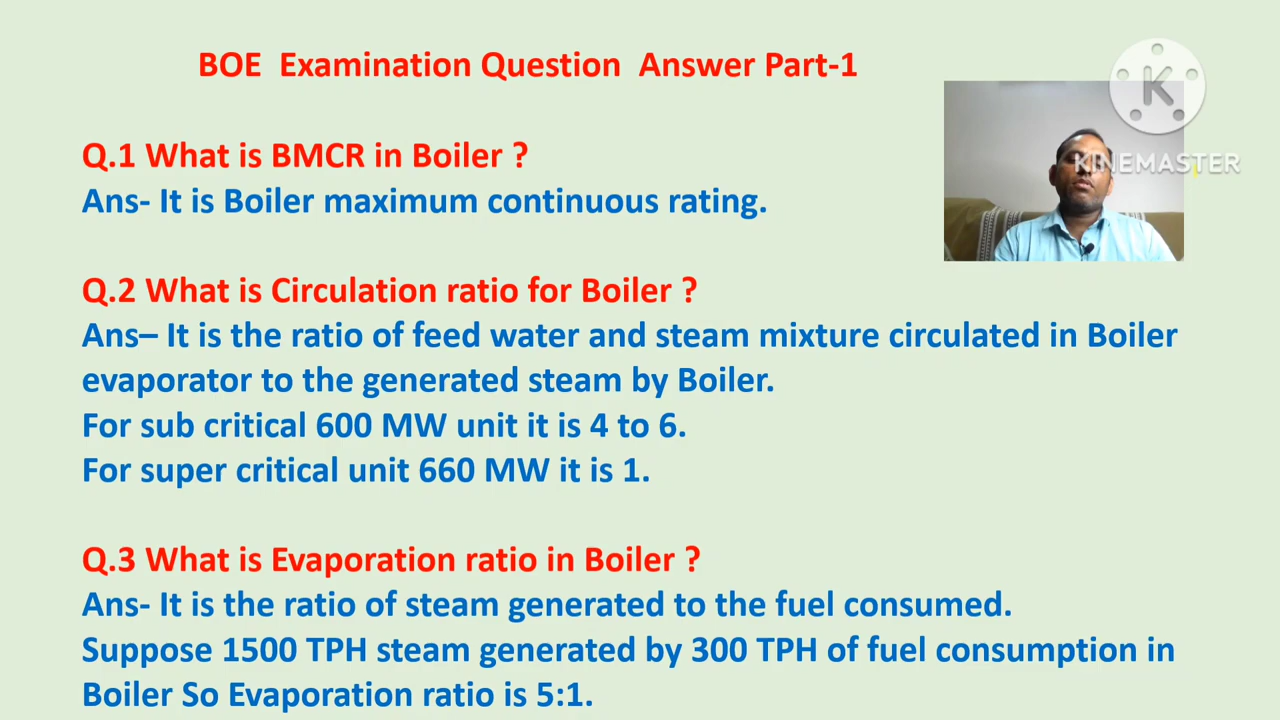 BOE Examination Question Answer Part-1
K
KINEMASTER
Q.1 What is BMCR in Boiler ?
Ans- It is Boiler maximum continuous rating.
Q.2 What is Circulation ratio for Boiler ?
Ans– It is the ratio of feed water and steam mixture circulated in Boiler
evaporator to the generated steam by Boiler.
For sub critical 600 MW unit it is 4 to 6.
For super critical unit 660 MW it is 1.
Q.3 What is Evaporation ratio in Boiler ?
Ans- It is the ratio of steam generated to the fuel consumed.
Suppose 1500 TPH steam generated by 300 TPH of fuel consumption in
Boiler So Evaporation ratio is 5:1.